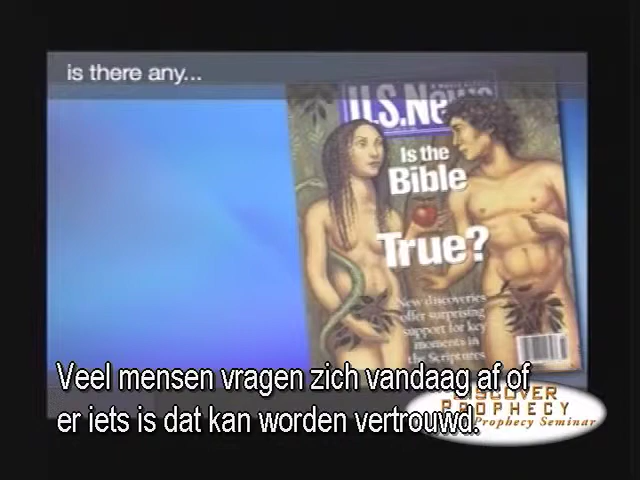 is there any...
U.S.News
Is the
Bible
True?
New discoveries
offer surprising
support for key
moments in
the Scriptures
Veel mensen vragen zich vandaag af of
er iets is dat kan worden vertrouwd.
DISCOVER
PROPHECY
Prophecy Seminar